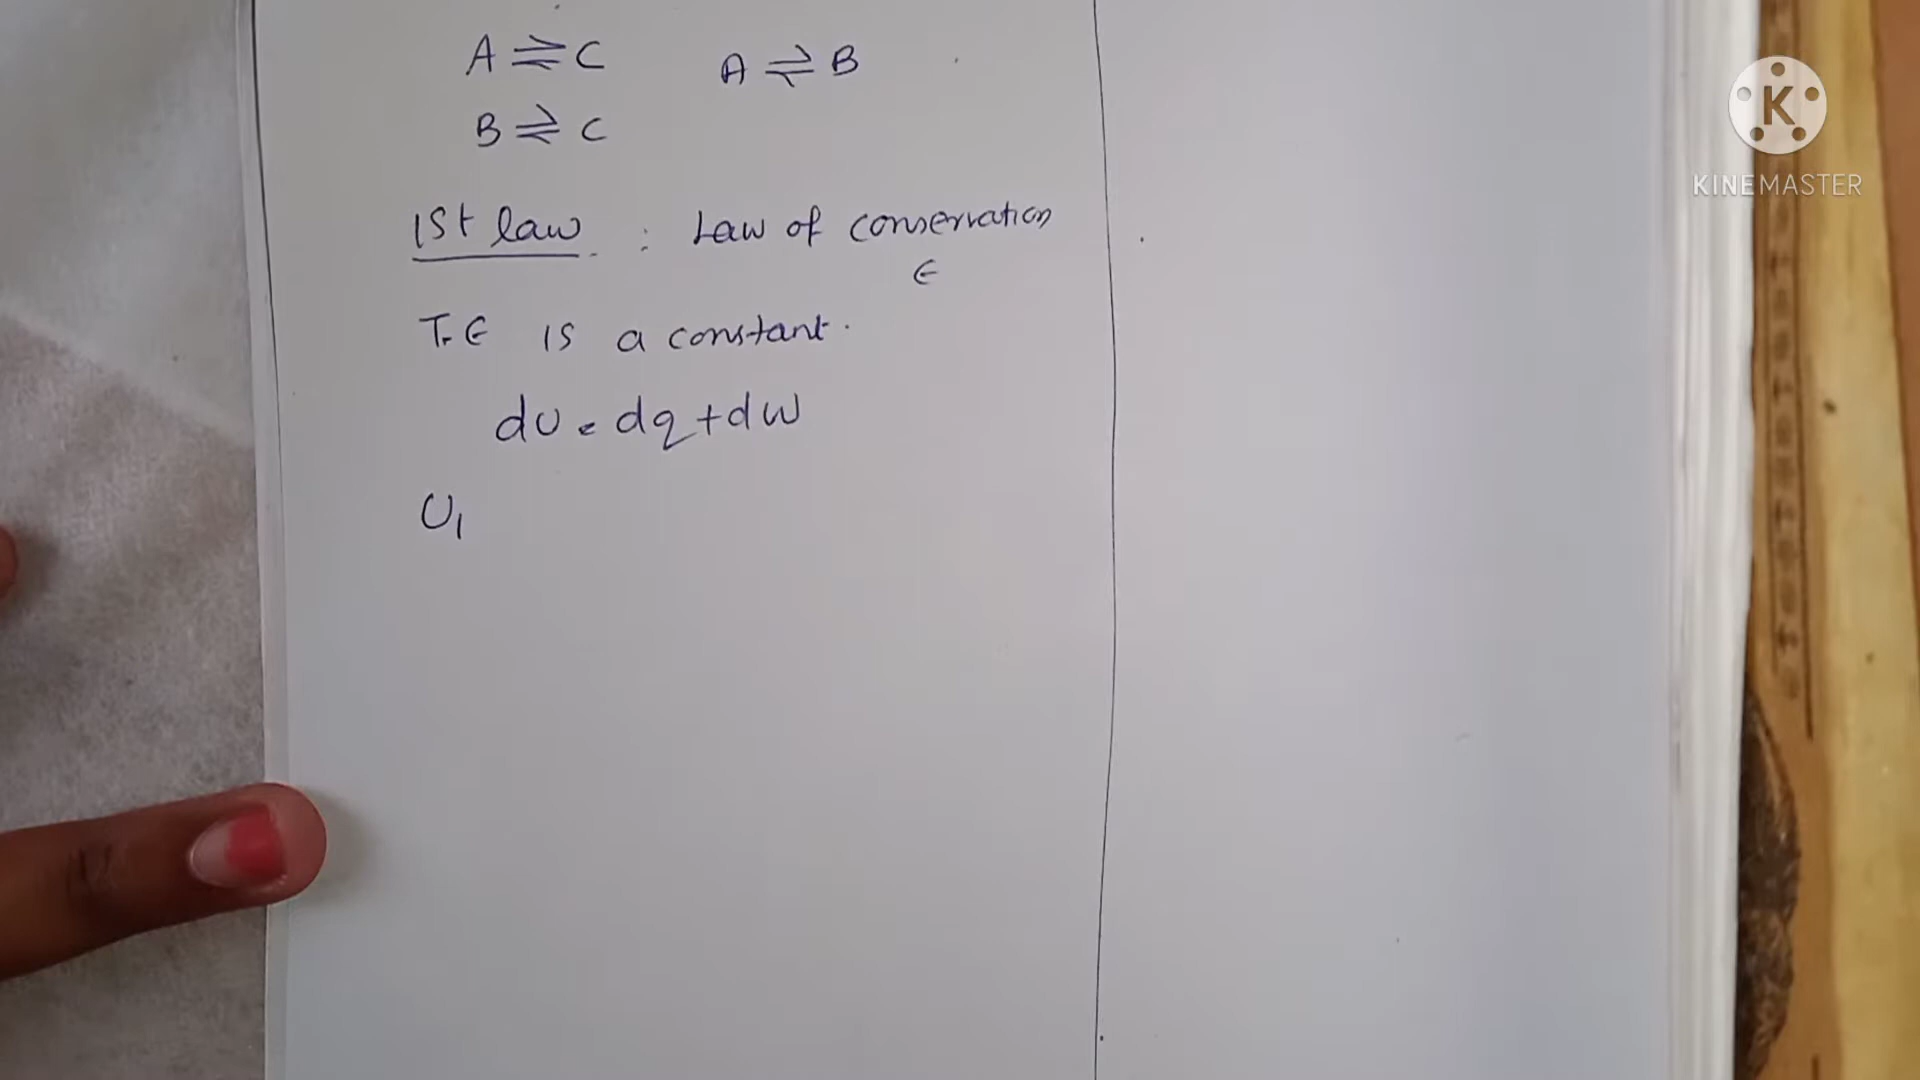 A ⇌ C A ⇌ B
B ⇌ C
1st law : Law of conservation
E
T.E is a constant.
dU = dq + dw
U1
K
KINEMASTER